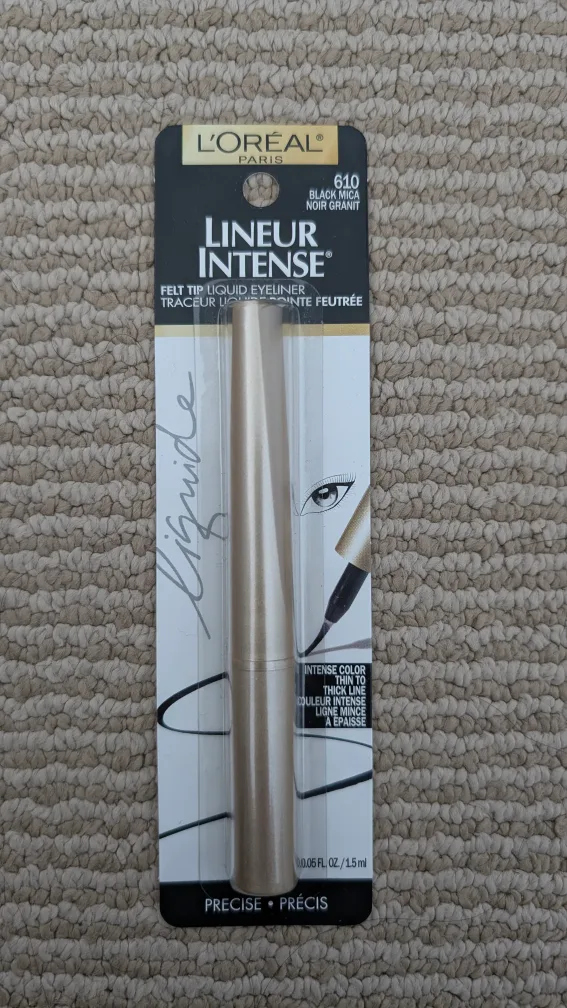 L'ORÉAL®
PARIS
610
BLACK MICA
NOIR GRANIT
LINEUR
INTENSE®
FELT TIP LIQUID EYELINER
TRACEUR LIQUIDE POINTE FEUTRÉE
liquide
INTENSE COLOR
THIN TO
THICK LINE
COULEUR INTENSE
LIGNE MINCE
À ÉPAISSE
0.05 FL. OZ. / 1.5 ml
PRECISE • PRÉCIS